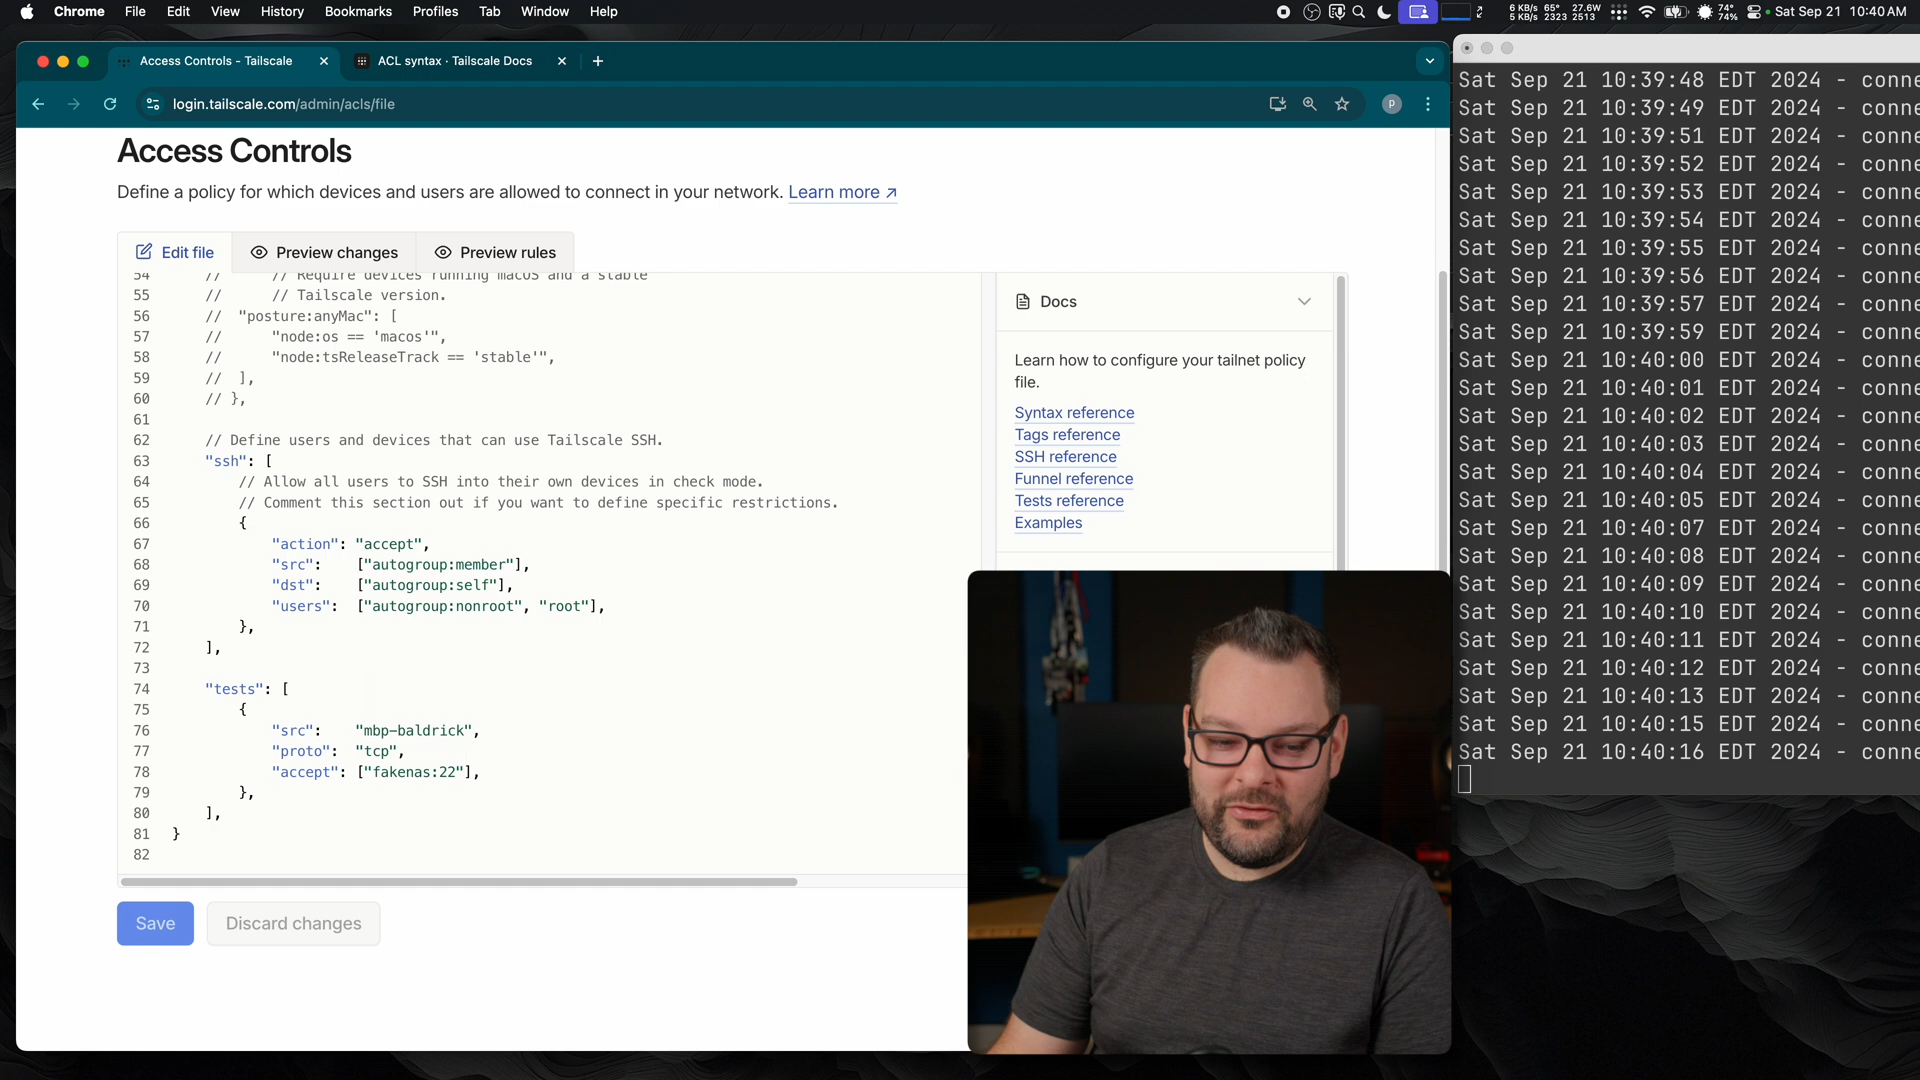 Chrome File Edit View History Bookmarks Profiles Tab Window Help
6 KB/s 5 KB/s 65° 2323 27.6W 2513 74° 74% Sat Sep 21 10:40 AM
Access Controls - Tailscale
ACL syntax · Tailscale Docs
login.tailscale.com/admin/acls/file
P
Access Controls
Define a policy for which devices and users are allowed to connect in your network. Learn more ↗
Edit file
Preview changes
Preview rules
54 // // Require devices running macOS and a stable
55 // // Tailscale version.
56 // "posture:anyMac": [
57 // "node:os == 'macos'",
58 // "node:tsReleaseTrack == 'stable'",
59 // ],
60 // },
61
62 // Define users and devices that can use Tailscale SSH.
63 "ssh": [
64 // Allow all users to SSH into their own devices in check mode.
65 // Comment this section out if you want to define specific restrictions.
66 {
67 "action": "accept",
68 "src": ["autogroup:member"],
69 "dst": ["autogroup:self"],
70 "users": ["autogroup:nonroot", "root"],
71 },
72 ],
73
74 "tests": [
75 {
76 "src": "mbp-baldrick",
77 "proto": "tcp",
78 "accept": ["fakenas:22"],
79 },
80 ],
81 }
82
Save
Discard changes
Docs
Learn how to configure your tailnet policy
file.
Syntax reference
Tags reference
SSH reference
Funnel reference
Tests reference
Examples
Sat Sep 21 10:39:48 EDT 2024 - conne
Sat Sep 21 10:39:49 EDT 2024 - conne
Sat Sep 21 10:39:51 EDT 2024 - conne
Sat Sep 21 10:39:52 EDT 2024 - conne
Sat Sep 21 10:39:53 EDT 2024 - conne
Sat Sep 21 10:39:54 EDT 2024 - conne
Sat Sep 21 10:39:55 EDT 2024 - conne
Sat Sep 21 10:39:56 EDT 2024 - conne
Sat Sep 21 10:39:57 EDT 2024 - conne
Sat Sep 21 10:39:59 EDT 2024 - conne
Sat Sep 21 10:40:00 EDT 2024 - conne
Sat Sep 21 10:40:01 EDT 2024 - conne
Sat Sep 21 10:40:02 EDT 2024 - conne
Sat Sep 21 10:40:03 EDT 2024 - conne
Sat Sep 21 10:40:04 EDT 2024 - conne
Sat Sep 21 10:40:05 EDT 2024 - conne
Sat Sep 21 10:40:07 EDT 2024 - conne
Sat Sep 21 10:40:08 EDT 2024 - conne
Sat Sep 21 10:40:09 EDT 2024 - conne
Sat Sep 21 10:40:10 EDT 2024 - conne
Sat Sep 21 10:40:11 EDT 2024 - conne
Sat Sep 21 10:40:12 EDT 2024 - conne
Sat Sep 21 10:40:13 EDT 2024 - conne
Sat Sep 21 10:40:15 EDT 2024 - conne
Sat Sep 21 10:40:16 EDT 2024 - conne